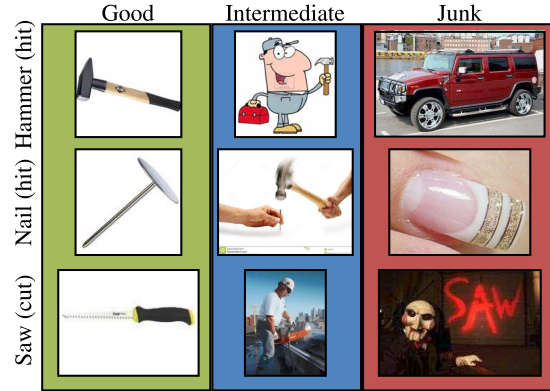 Good Intermediate Junk
Hammer (hit)
Nail (hit)
Saw (cut)
SAW